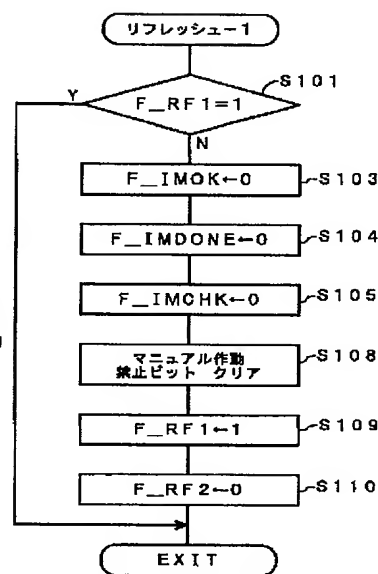 リフレッシュー1
S101
Y
F_RF1=1
N
F_IMOK←0
S103
F_IMDONE←0
S104
F_IMCHK←0
S105
マニュアル作動
禁止ビット クリア
S108
F_RF1←1
S109
F_RF2←0
S110
EXIT